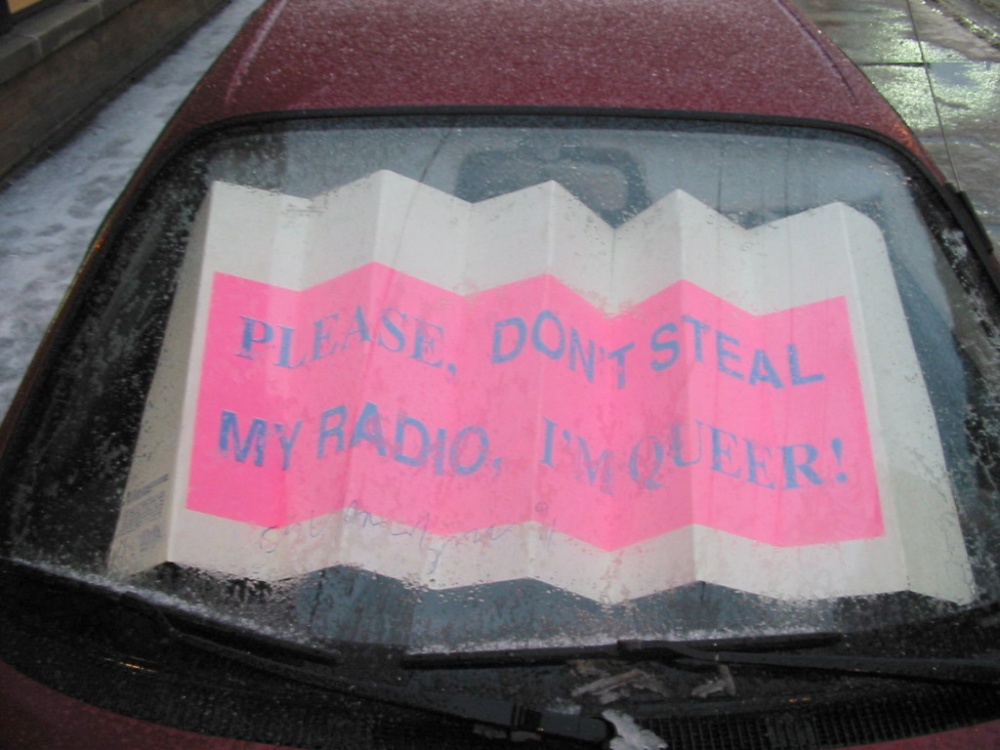 PLEASE, DON'T STEAL
MY RADIO, I'M QUEER!